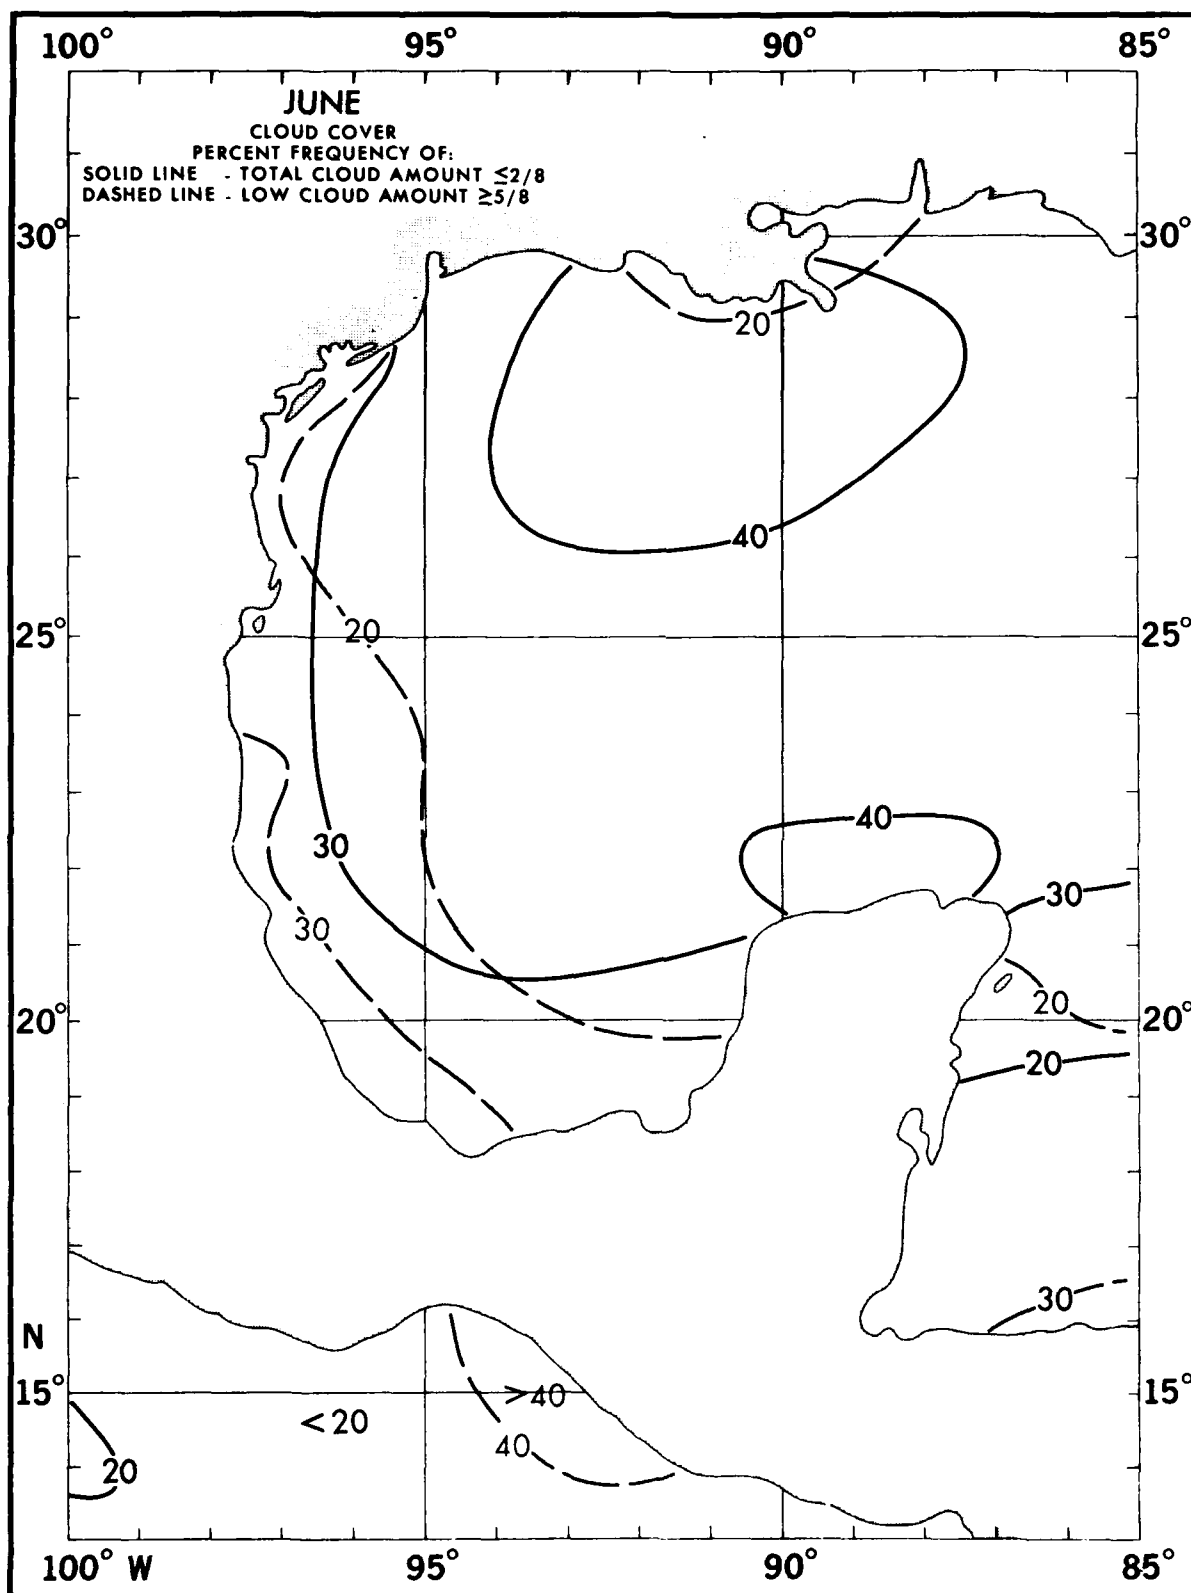 100° 95° 90° 85°
JUNE
CLOUD COVER
PERCENT FREQUENCY OF:
SOLID LINE - TOTAL CLOUD AMOUNT ≤2/8
DASHED LINE - LOW CLOUD AMOUNT ≥5/8
30° 30°
20
40
20
25° 25°
40
30
30
30
20
20° 20°
20
30
N
15° >40 15°
<20
40
20
100° W 95° 90° 85°